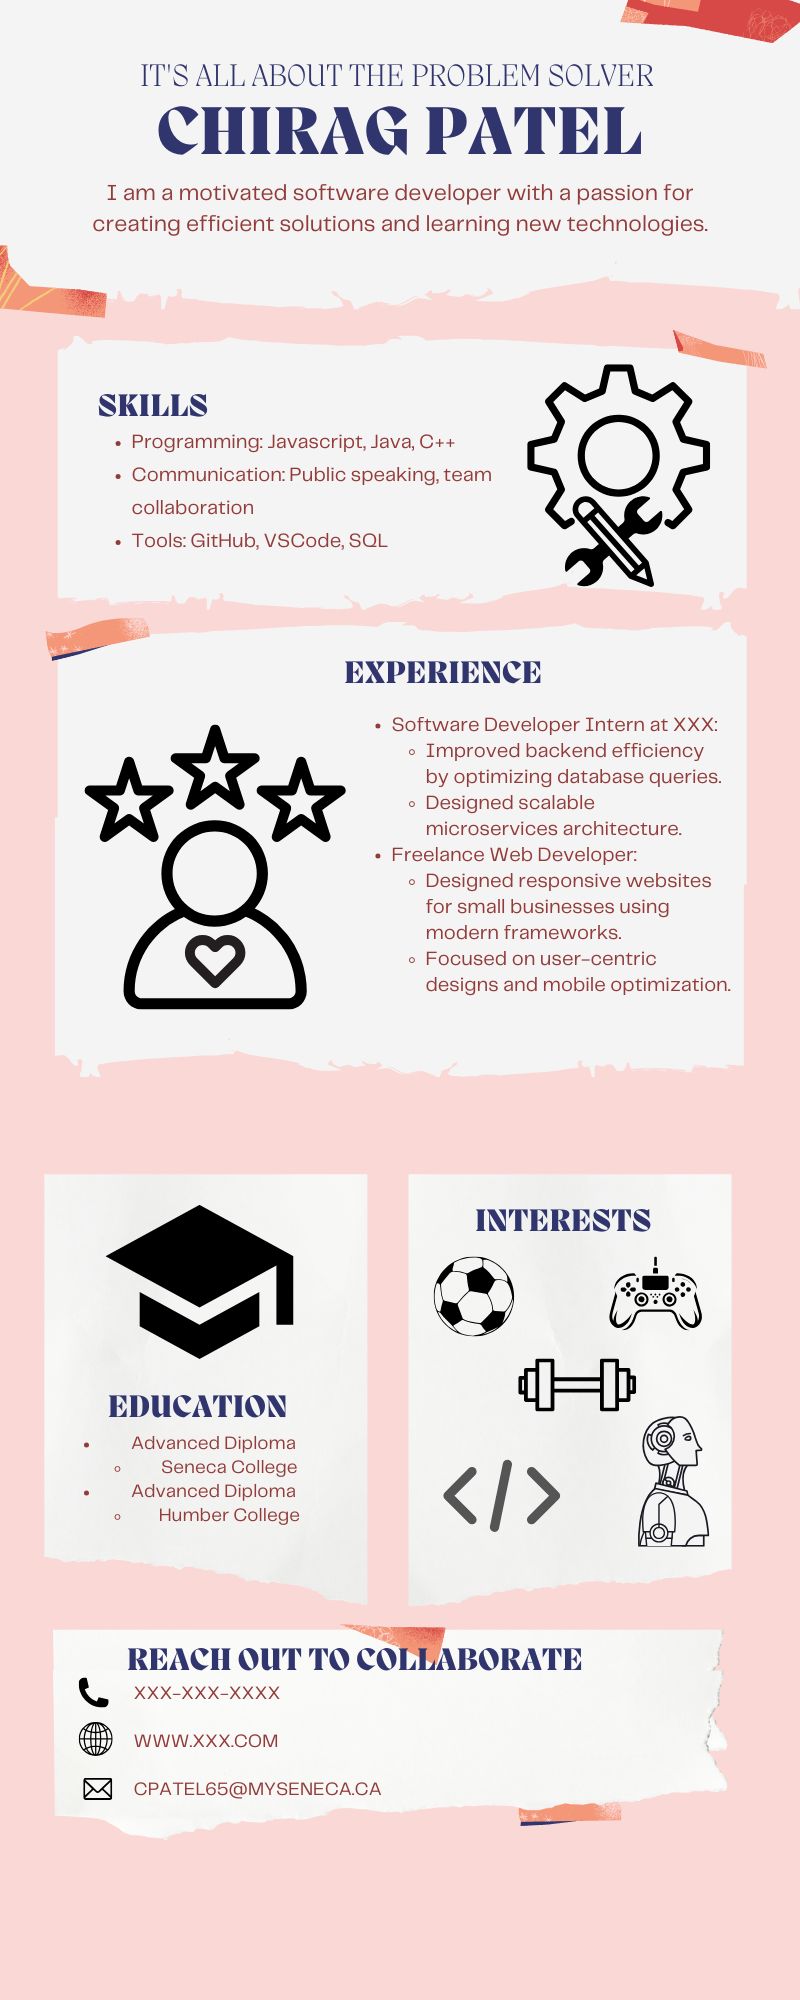 IT'S ALL ABOUT THE PROBLEM SOLVER
CHIRAG PATEL
I am a motivated software developer with a passion for
creating efficient solutions and learning new technologies.
SKILLS
• Programming: Javascript, Java, C++
• Communication: Public speaking, team
collaboration
• Tools: GitHub, VSCode, SQL
EXPERIENCE
• Software Developer Intern at XXX:
◦ Improved backend efficiency
by optimizing database queries.
◦ Designed scalable
microservices architecture.
• Freelance Web Developer:
◦ Designed responsive websites
for small businesses using
modern frameworks.
◦ Focused on user-centric
designs and mobile optimization.
EDUCATION
• Advanced Diploma
◦ Seneca College
• Advanced Diploma
◦ Humber College
INTERESTS
</>
REACH OUT TO COLLABORATE
XXX-XXX-XXXX
WWW.XXX.COM
CPATEL65@MYSENECA.CA